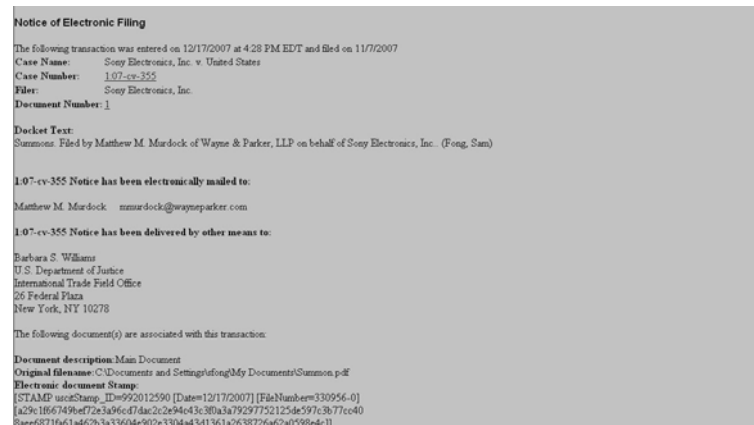 Notice of Electronic Filing
The following transaction was entered on 12/17/2007 at 4:28 PM EDT and filed on 11/7/2007
Case Name: Sony Electronics, Inc. v. United States
Case Number: 1:07-cv-355
Filer: Sony Electronics, Inc.
Document Number: 1
Docket Text:
Summons. Filed by Matthew M. Murdock of Wayne & Parker, LLP on behalf of Sony Electronics, Inc.. (Fong, Sam)
1:07-cv-355 Notice has been electronically mailed to:
Matthew M. Murdock mmurdock@wayneparker.com
1:07-cv-355 Notice has been delivered by other means to:
Barbara S. Williams
U.S. Department of Justice
International Trade Field Office
26 Federal Plaza
New York, NY 10278
The following document(s) are associated with this transaction:
Document description:Main Document
Original filename:C:\Documents and Settings\sfong\My Documents\Summon.pdf
Electronic document Stamp:
[STAMP uscitStamp_ID=992012590 [Date=12/17/2007] [FileNumber=330956-0]
[a29c1f66749bef72e3a96cd7dac2c2e94c43c3f0a3a79297752125de597c3b77cc40